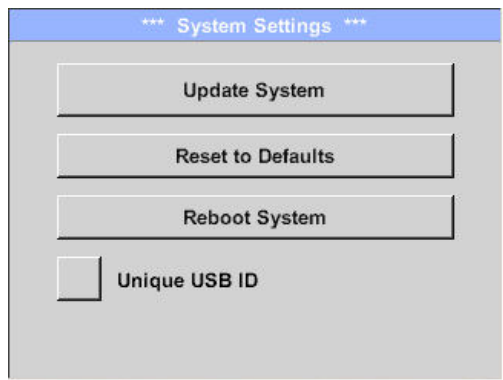 *** System Settings ***
Update System
Reset to Defaults
Reboot System
Unique USB ID